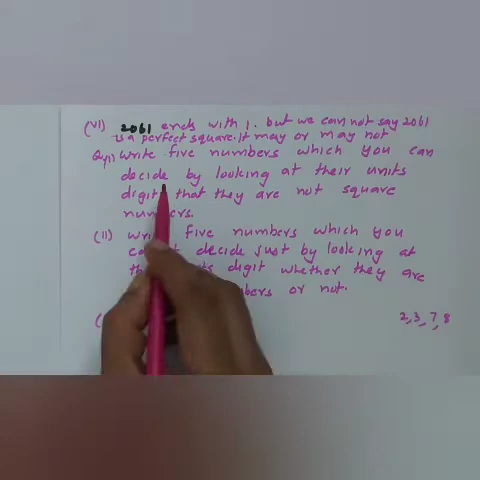 (VI) 2061 ends with 1. but we can not say 2061
is a perfect square. it may or may not
Write five numbers which you can
decide by looking at their units
digit that they are not square
numbers.
(II) five numbers which you
decide just by looking at
digit whether they are
or not.
2,3,7,8